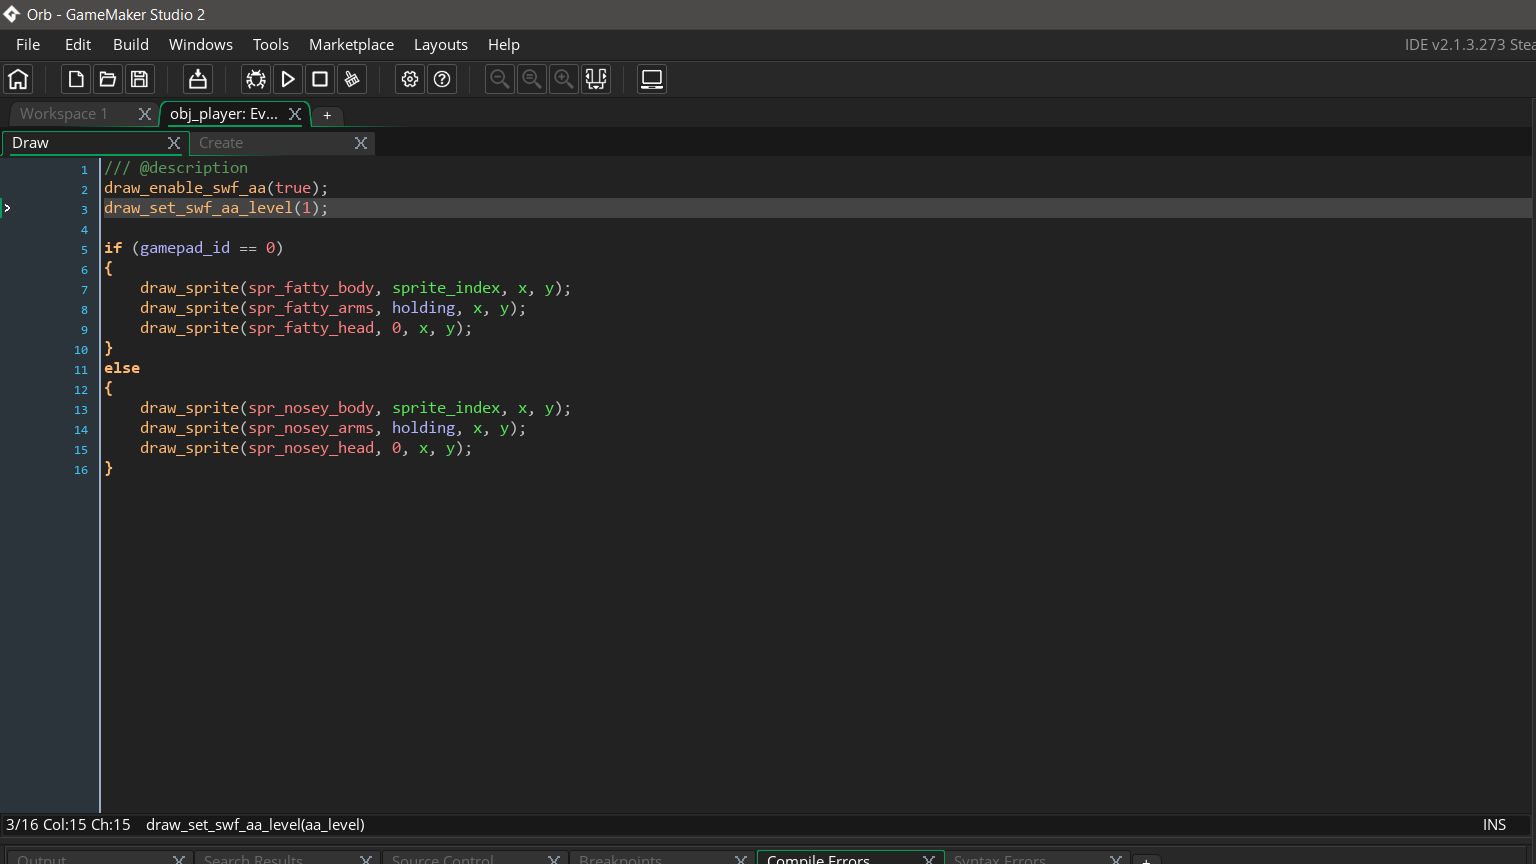 Orb - GameMaker Studio 2
File Edit Build Windows Tools Marketplace Layouts Help IDE v2.1.3.273 Stea
Workspace 1 X obj_player: Ev... X +
Draw X Create X
1 /// @description
2 draw_enable_swf_aa(true);
3 draw_set_swf_aa_level(1);
4
5 if (gamepad_id == 0)
6 {
7 draw_sprite(spr_fatty_body, sprite_index, x, y);
8 draw_sprite(spr_fatty_arms, holding, x, y);
9 draw_sprite(spr_fatty_head, 0, x, y);
10 }
11 else
12 {
13 draw_sprite(spr_nosey_body, sprite_index, x, y);
14 draw_sprite(spr_nosey_arms, holding, x, y);
15 draw_sprite(spr_nosey_head, 0, x, y);
16 }
3/16 Col:15 Ch:15 draw_set_swf_aa_level(aa_level) INS
Output X Search Results X Source Control X Breakpoints X Compile Errors X Syntax Errors X +